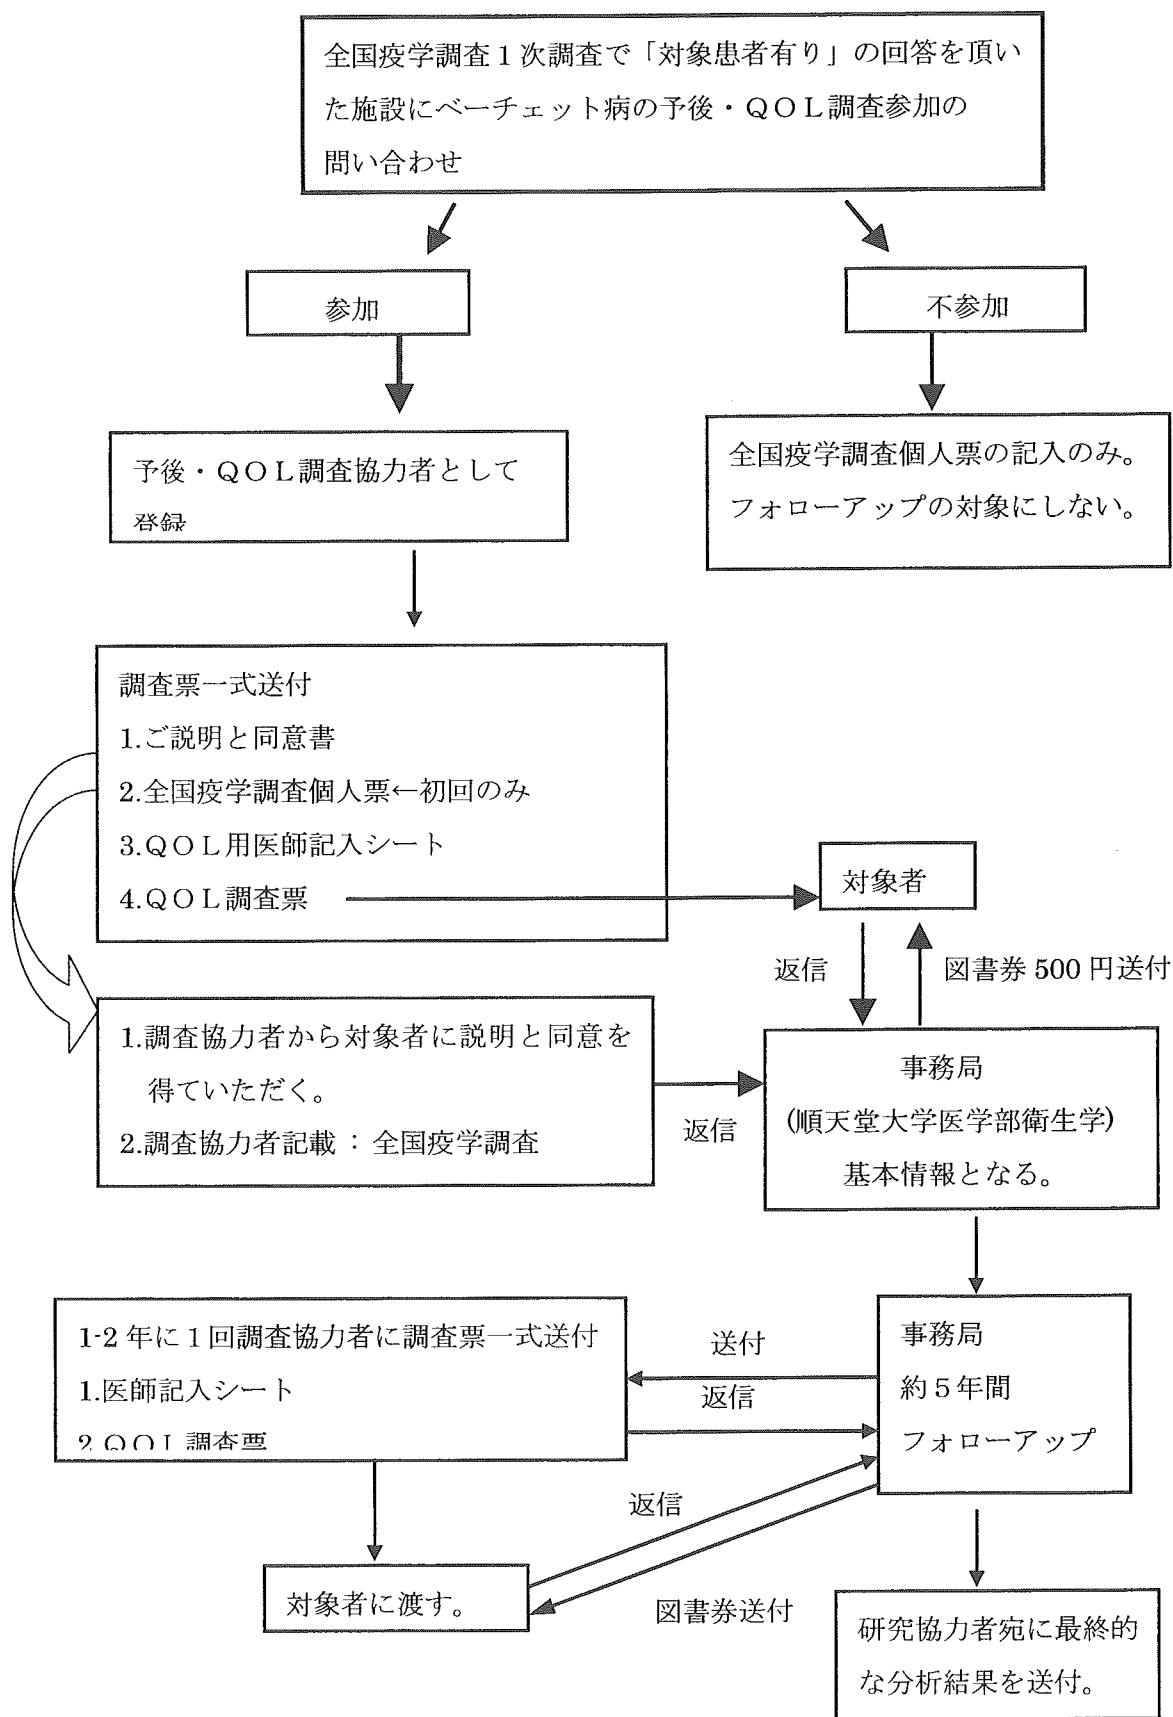 全国疫学調査1次調査で「対象患者有り」の回答を頂い
た施設にベーチェット病の予後・QOL調査参加の
問い合わせ
参加
不参加
予後・QOL調査協力者として
登録
全国疫学調査個人票の記入のみ。
フォローアップの対象にしない。
調査票一式送付
1.ご説明と同意書
2.全国疫学調査個人票←初回のみ
3.QOL用医師記入シート
4.QOL調査票
対象者
返信
図書券500円送付
1.調査協力者から対象者に説明と同意を
得ていただく。
2.調査協力者記載：全国疫学調査
返信
事務局
(順天堂大学医学部衛生学)
基本情報となる。
1-2年に1回調査協力者に調査票一式送付
1.医師記入シート
2.QOL調査票
送付
返信
事務局
約5年間
フォローアップ
返信
対象者に渡す。
図書券送付
研究協力者宛に最終的
な分析結果を送付。